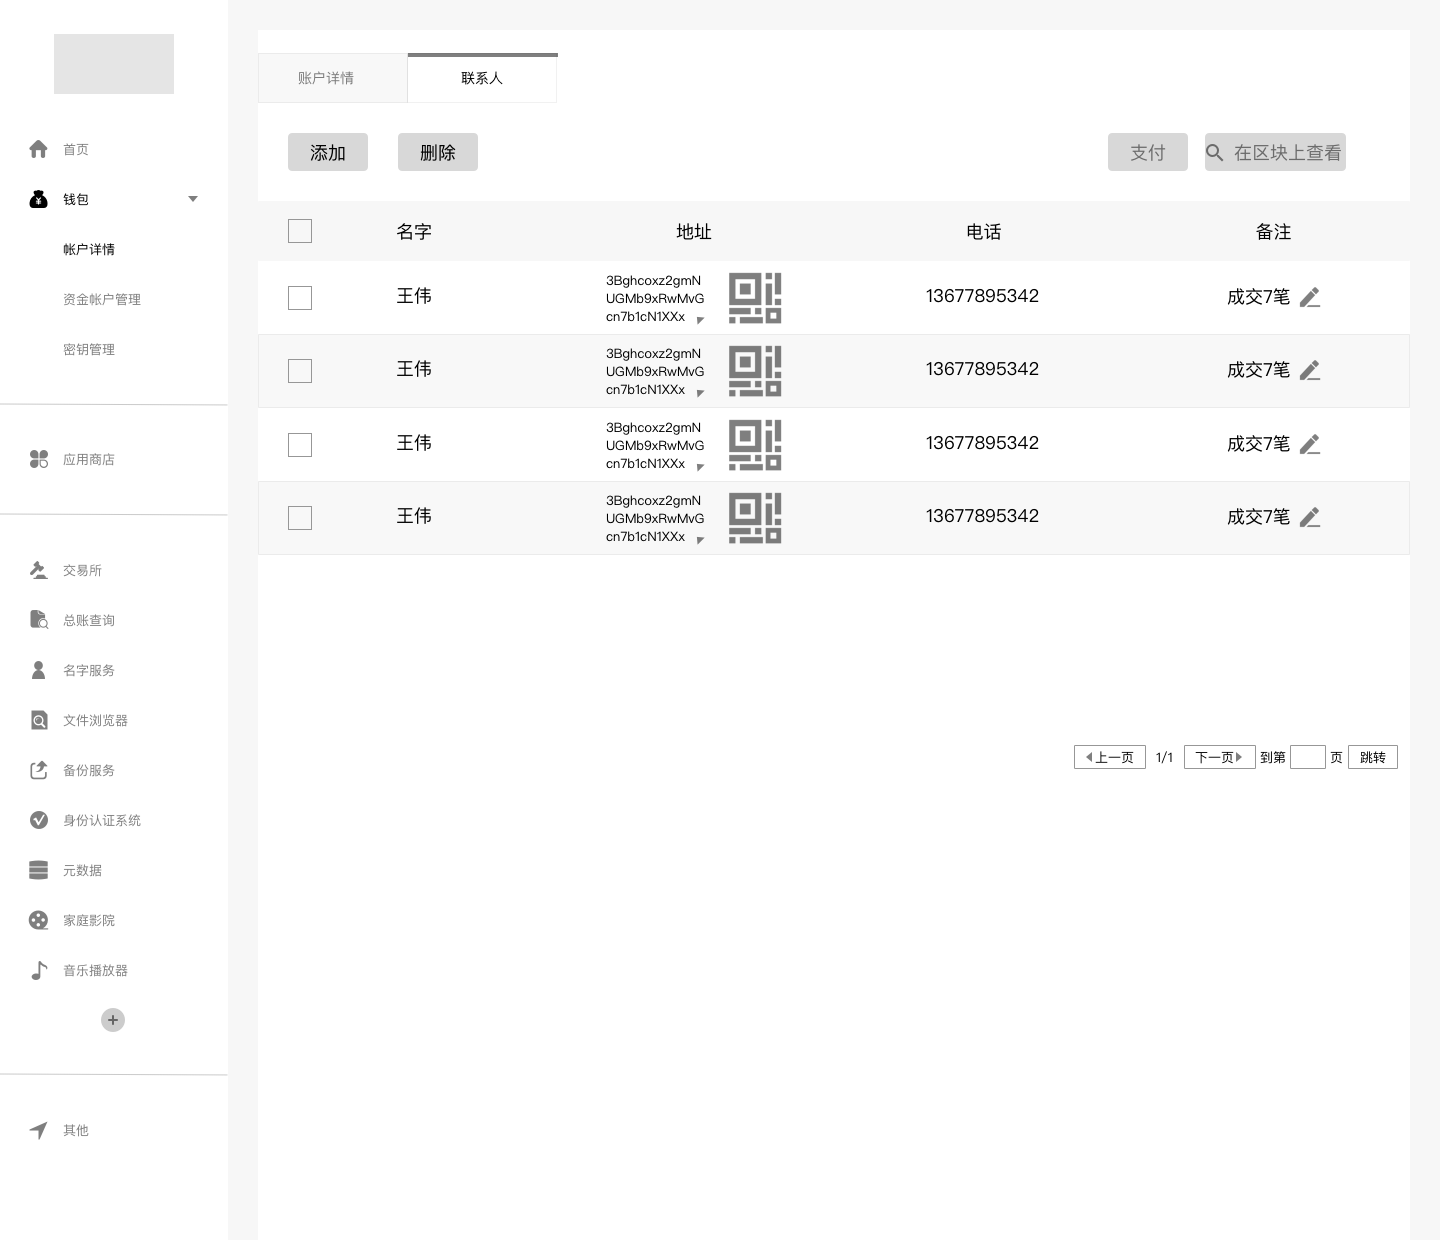 首页
钱包
帐户详情
资金帐户管理
密钥管理
应用商店
交易所
总账查询
名字服务
文件浏览器
备份服务
身份认证系统
元数据
家庭影院
音乐播放器
其他
账户详情 联系人
添加 删除 支付 在区块上查看
名字 地址 电话 备注
王伟 3Bghcoxz2gmN
UGMb9xRwMvG
cn7b1cN1XXx 13677895342 成交7笔
王伟 3Bghcoxz2gmN
UGMb9xRwMvG
cn7b1cN1XXx 13677895342 成交7笔
王伟 3Bghcoxz2gmN
UGMb9xRwMvG
cn7b1cN1XXx 13677895342 成交7笔
王伟 3Bghcoxz2gmN
UGMb9xRwMvG
cn7b1cN1XXx 13677895342 成交7笔
上一页 1/1 下一页 到第 页 跳转